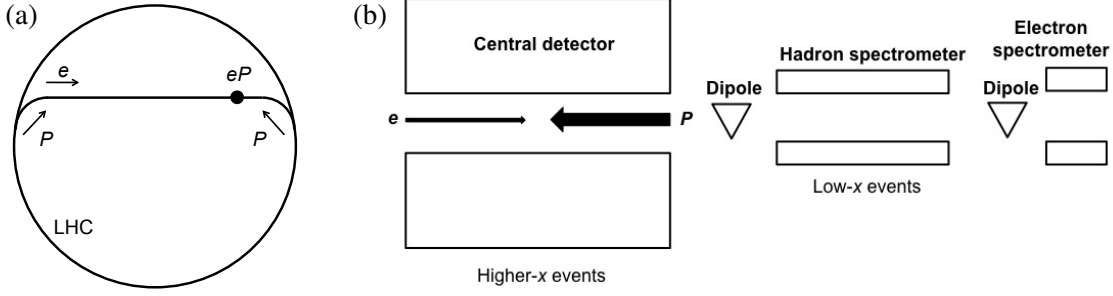 (a)
e
eP
P
P
LHC
(b)
Central detector
e
P
Higher-x events
Dipole
Hadron spectrometer
Low-x events
Dipole
Electron
spectrometer